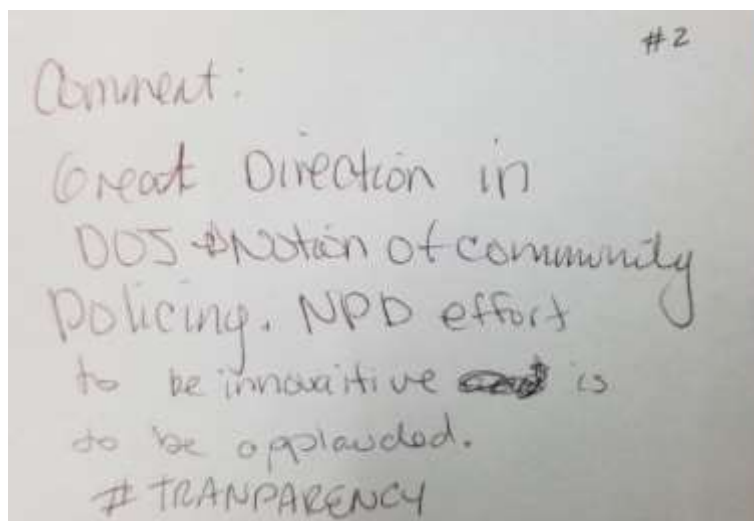 #2
Comment:
Great Direction in
DOJ & Notion of community
Policing. NPD effort
to be innovaitive is
to be applauded.
# TRANPARENCY